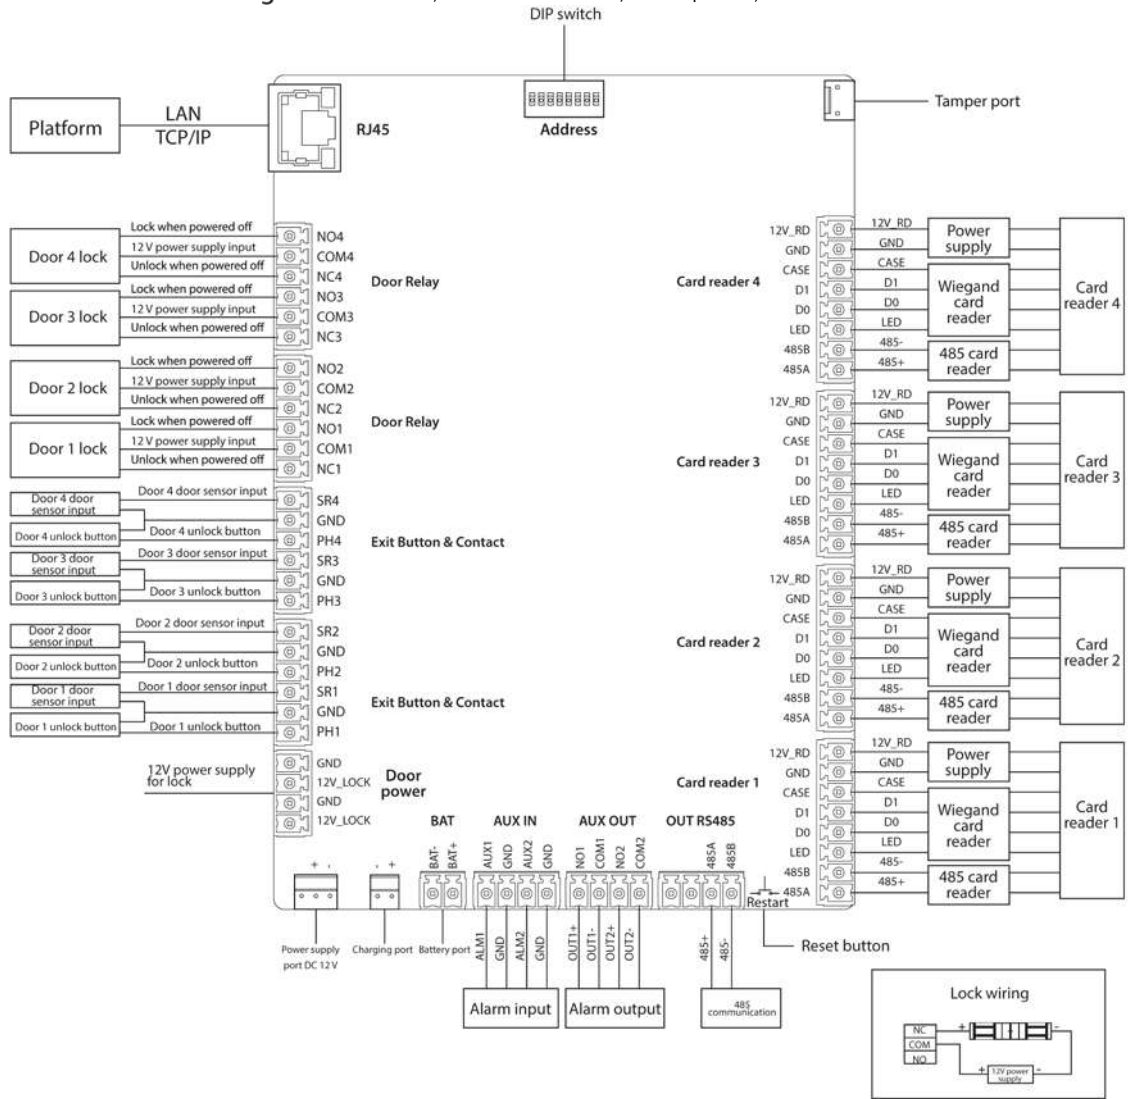 DIP switch
Platform
LAN
TCP/IP
RJ45
Address
Tamper port
Door 4 lock
Lock when powered off
12 V power supply input
Unlock when powered off
NO4
COM4
NC4
Door 3 lock
Lock when powered off
12 V power supply input
Unlock when powered off
NO3
COM3
NC3
Door Relay
Door 2 lock
Lock when powered off
12 V power supply input
Unlock when powered off
NO2
COM2
NC2
Door 1 lock
Lock when powered off
12 V power supply input
Unlock when powered off
NO1
COM1
NC1
Door Relay
Door 4 door
sensor input
Door 4 unlock button
Door 4 door sensor input
Door 4 unlock button
SR4
GND
PH4
Door 3 door
sensor input
Door 3 unlock button
Door 3 door sensor input
Door 3 unlock button
SR3
GND
PH3
Exit Button & Contact
Door 2 door
sensor input
Door 2 unlock button
Door 2 door sensor input
Door 2 unlock button
SR2
GND
PH2
Door 1 door
sensor input
Door 1 unlock button
Door 1 door sensor input
Door 1 unlock button
SR1
GND
PH1
Exit Button & Contact
12V power supply
for lock
GND
12V_LOCK
GND
12V_LOCK
Door
power
Card reader 4
12V_RD
GND
CASE
D1
D0
LED
485B
485A
12V_RD
GND
CASE
D1
D0
LED
485-
485+
Power
supply
Wiegand
card
reader
485 card
reader
Card
reader 4
Card reader 3
12V_RD
GND
CASE
D1
D0
LED
485B
485A
12V_RD
GND
CASE
D1
D0
LED
485-
485+
Power
supply
Wiegand
card
reader
485 card
reader
Card
reader 3
Card reader 2
12V_RD
GND
CASE
D1
D0
LED
485B
485A
12V_RD
GND
CASE
D1
D0
LED
485-
485+
Power
supply
Wiegand
card
reader
485 card
reader
Card
reader 2
Card reader 1
12V_RD
GND
CASE
D1
D0
LED
485B
485A
12V_RD
GND
CASE
D1
D0
LED
485-
485+
Power
supply
Wiegand
card
reader
485 card
reader
Card
reader 1
BAT
AUX IN
AUX OUT
OUT RS485
BAT-
BAT+
AUX1
GND
AUX2
GND
NO1
COM1
NO2
COM2
485A
485B
+ -
- +
Restart
Power supply
port DC 12 V
Charging port
Battery port
ALM1
GND
ALM2
GND
OUT1+
OUT1-
OUT2+
OUT2-
485+
485-
Reset button
Alarm input
Alarm output
485
communication
Lock wiring
NC
COM
NO
+ -
+ -
12V power
supply